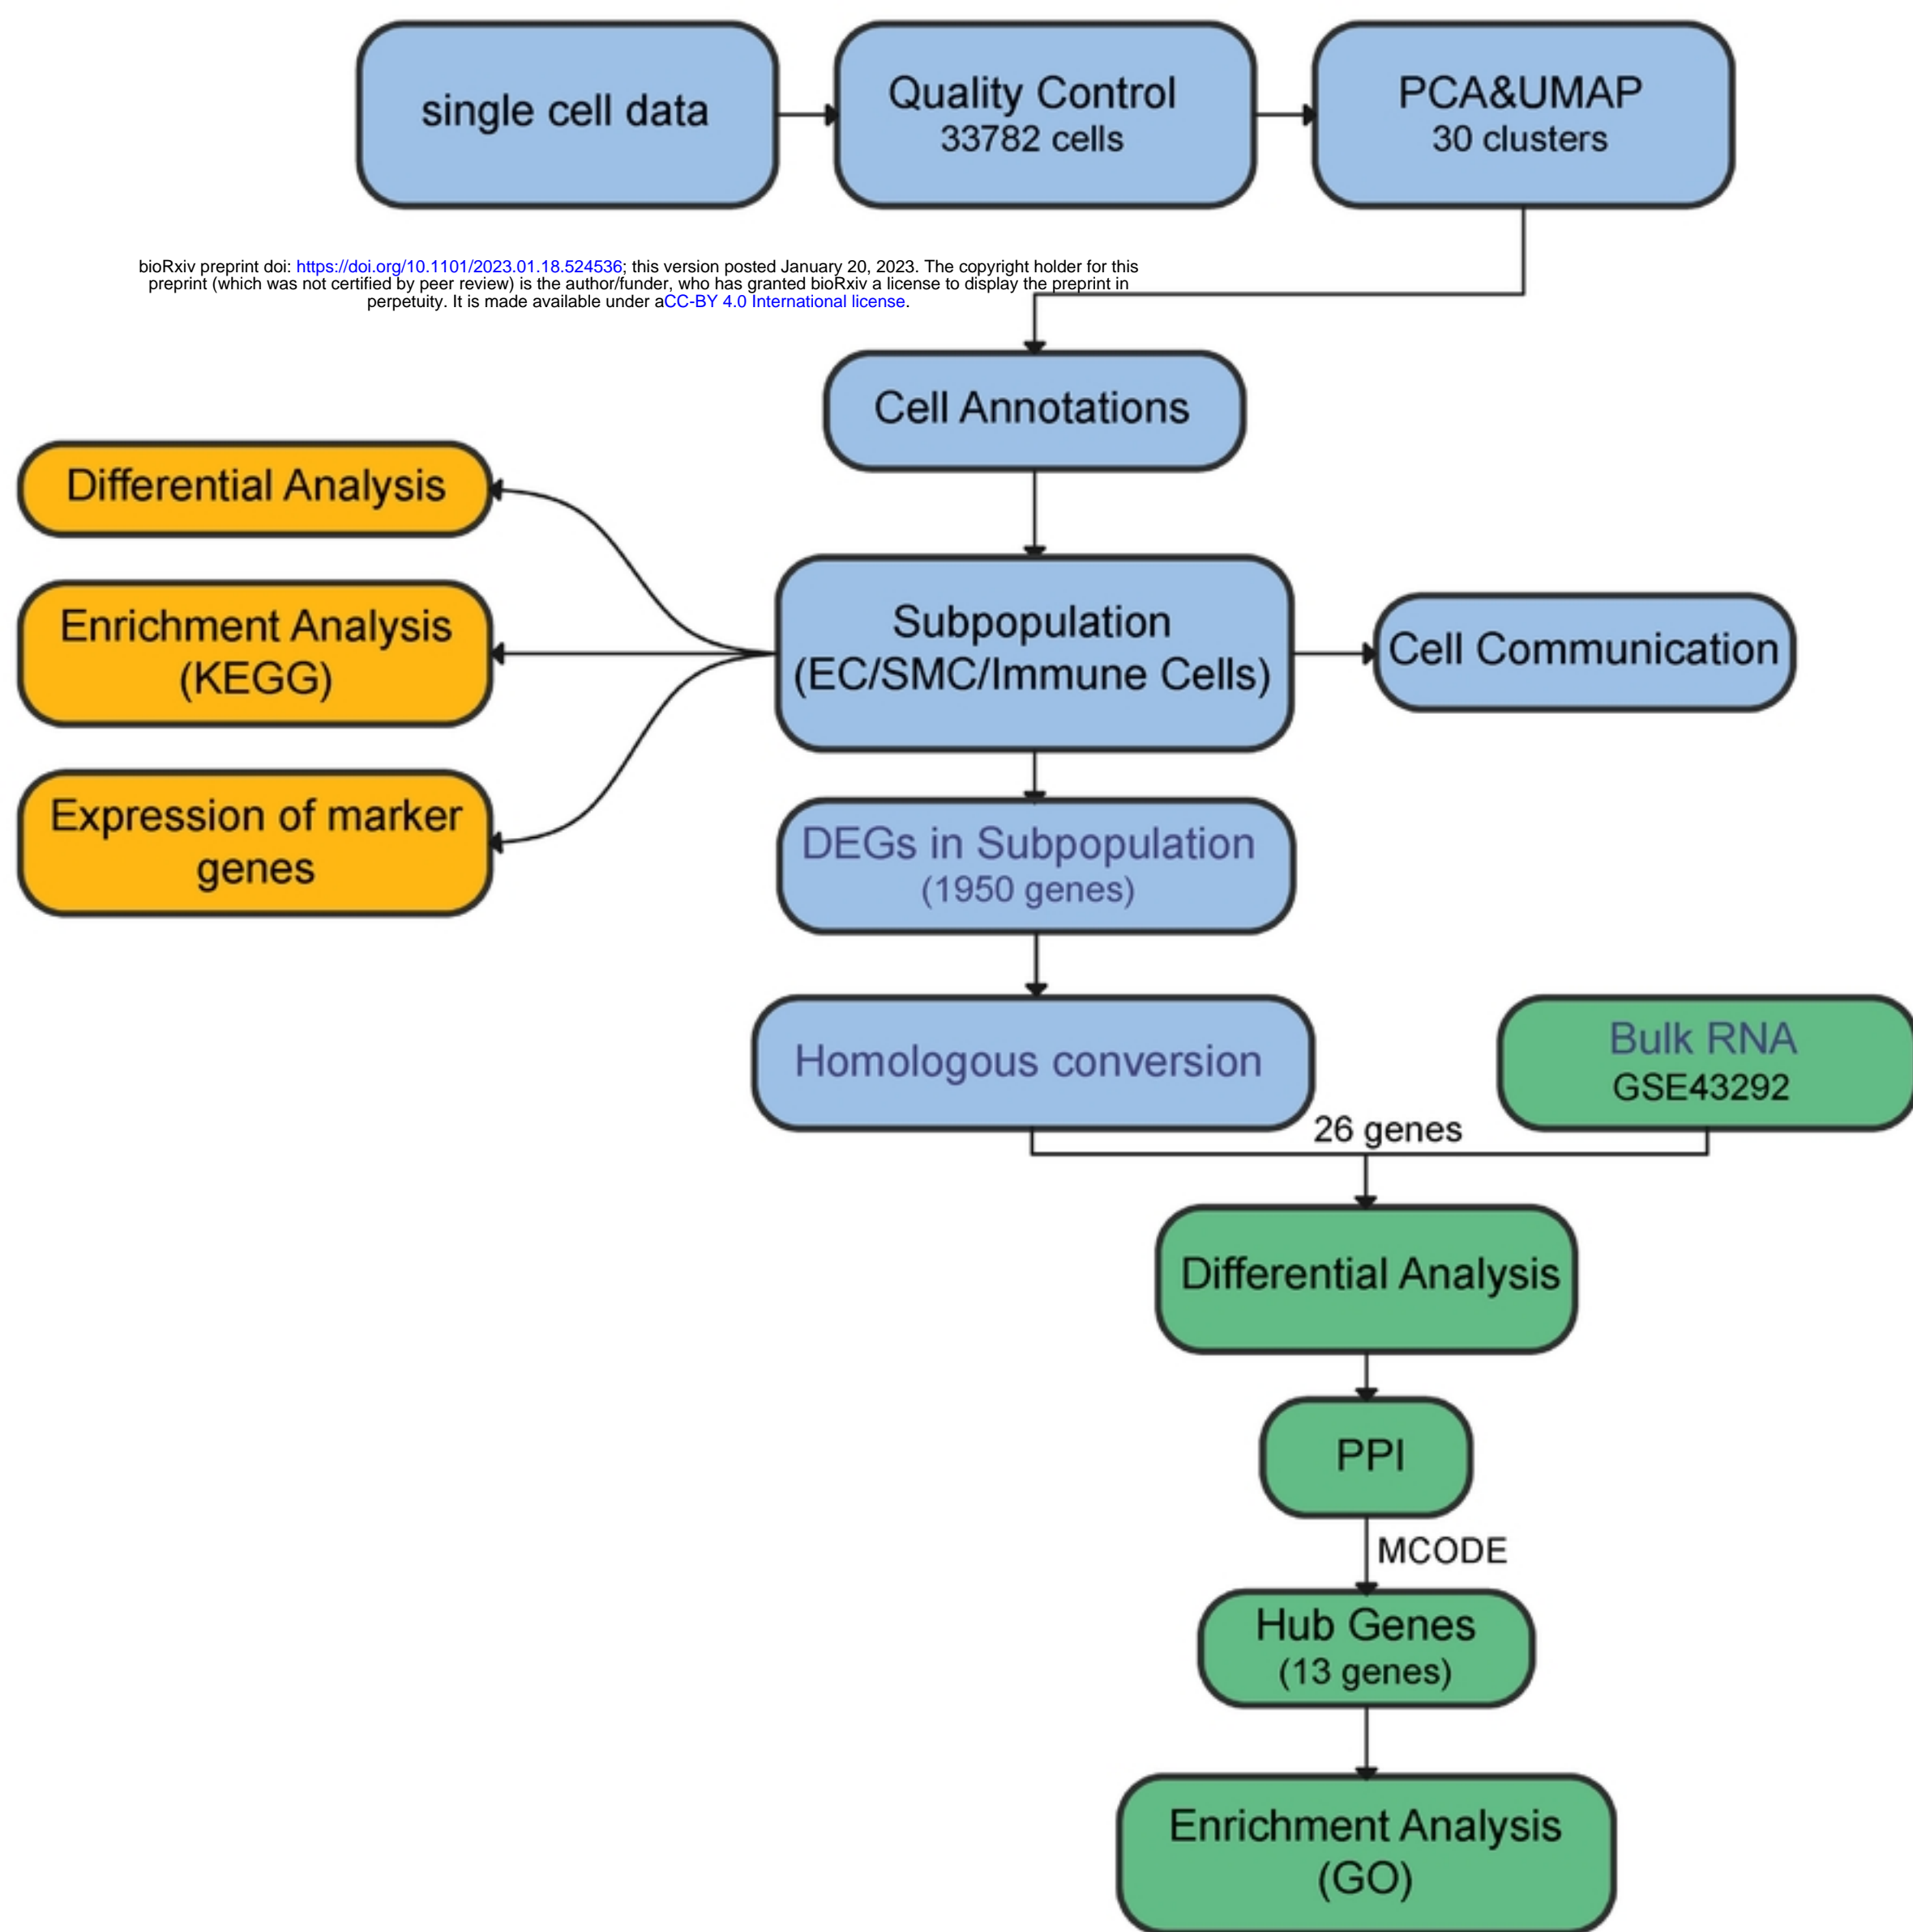 single cell data
Quality Control
33782 cells
PCA&UMAP
30 clusters
bioRxiv preprint doi: https://doi.org/10.1101/2023.01.18.524536; this version posted January 20, 2023. The copyright holder for this
preprint (which was not certified by peer review) is the author/funder, who has granted bioRxiv a license to display the preprint in
perpetuity. It is made available under aCC-BY 4.0 International license.
Cell Annotations
Differential Analysis
Enrichment Analysis
(KEGG)
Expression of marker
genes
Subpopulation
(EC/SMC/Immune Cells)
Cell Communication
DEGs in Subpopulation
(1950 genes)
Homologous conversion
Bulk RNA
GSE43292
26 genes
Differential Analysis
PPI
MCODE
Hub Genes
(13 genes)
Enrichment Analysis
(GO)